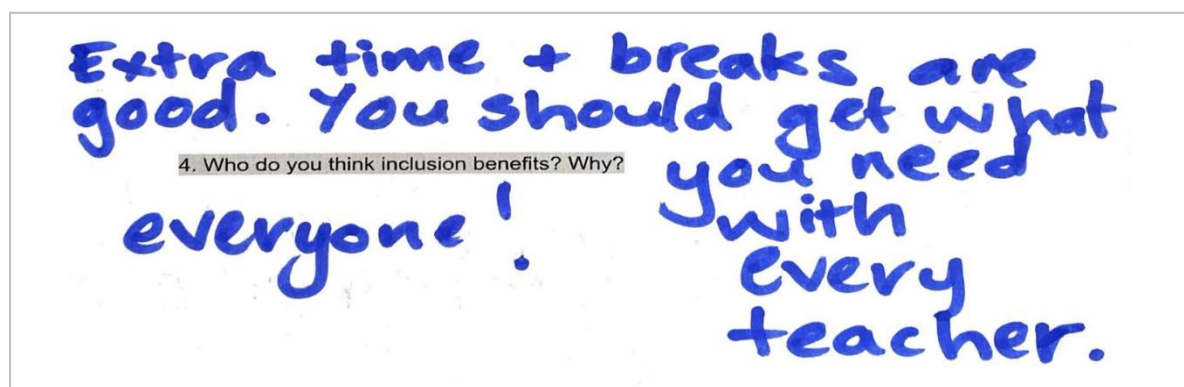 Extra time + breaks are
good. You should get what
you need
with
every
teacher.
4. Who do you think inclusion benefits? Why?
everyone!